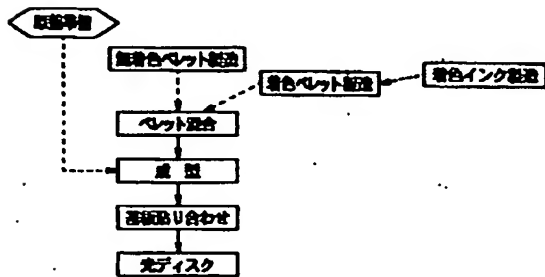 原盤準備
無着色ペレット製造
着色ペレット製造
着色インク製造
ペレット混合
成 型
基板貼り合わせ
光ディスク